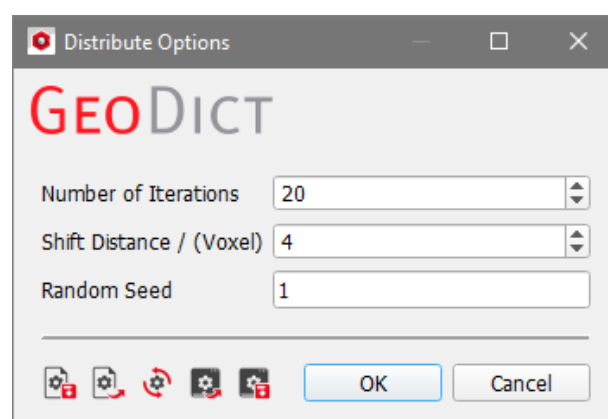 Distribute Options
GEODICT
Number of Iterations 20
Shift Distance / (Voxel) 4
Random Seed 1
OK Cancel